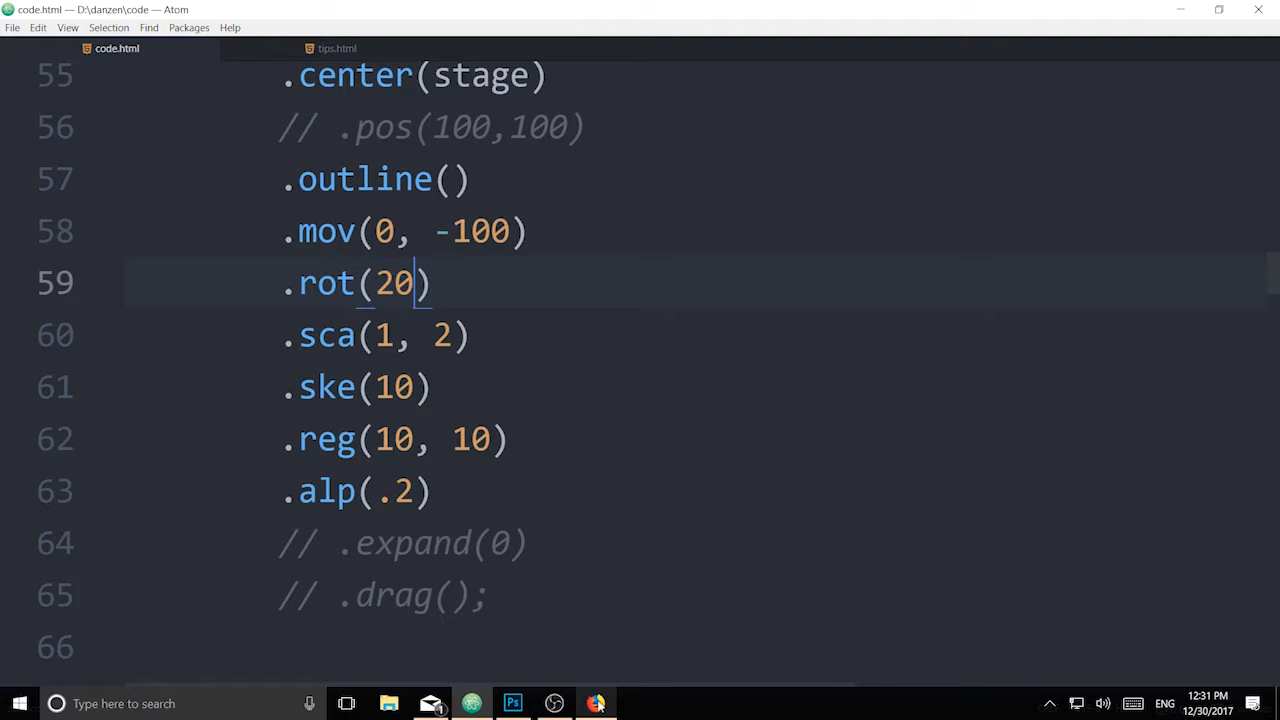 code.html — D:\danzen\code — Atom
File Edit View Selection Find Packages Help
code.html tips.html
55 .center(stage)
56 // .pos(100,100)
57 .outline()
58 .mov(0, -100)
59 .rot(20)
60 .sca(1, 2)
61 .ske(10)
62 .reg(10, 10)
63 .alp(.2)
64 // .expand(0)
65 // .drag();
66
Type here to search 1 Ps ENG 12:31 PM
12/30/2017